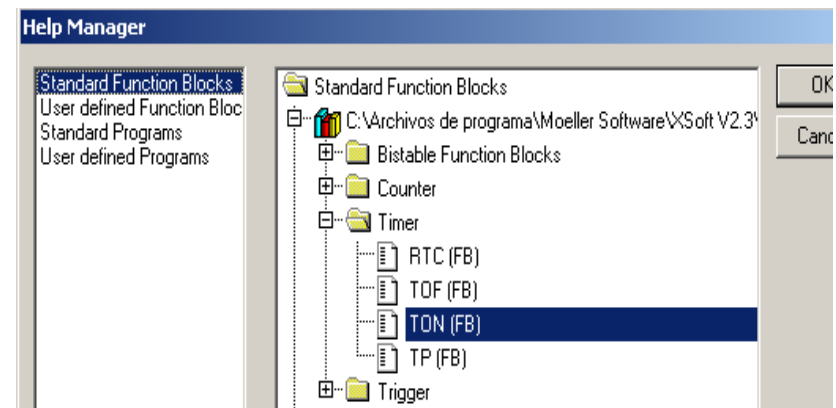 Help Manager
Standard Function Blocks
User defined Function Bloc
Standard Programs
User defined Programs
Standard Function Blocks
C:\Archivos de programa\Moeller Software\XSoft V2.3\
Bistable Function Blocks
Counter
Timer
RTC (FB)
TOF (FB)
TON (FB)
TP (FB)
Trigger
OK
Canc